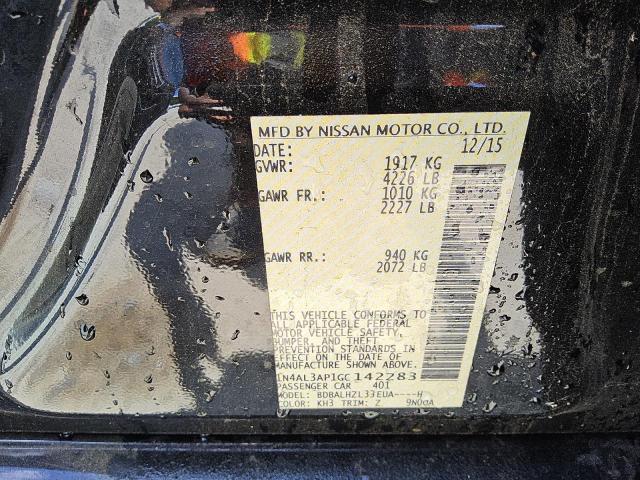 MFD BY NISSAN MOTOR CO., LTD.
DATE: 12/15
GVWR: 1917 KG
4226 LB
GAWR FR.: 1010 KG
2227 LB
GAWR RR.: 940 KG
2072 LB
THIS VEHICLE CONFORMS TO
ALL APPLICABLE FEDERAL
MOTOR VEHICLE SAFETY,
BUMPER, AND THEFT
PREVENTION STANDARDS IN
EFFECT ON THE DATE OF
MANUFACTURE SHOWN ABOVE.
1N4AL3AP1GC142283
PASSENGER CAR 401
MODEL: BDBALHZL33EUA----H
COLOR: KH3 TRIM: Z